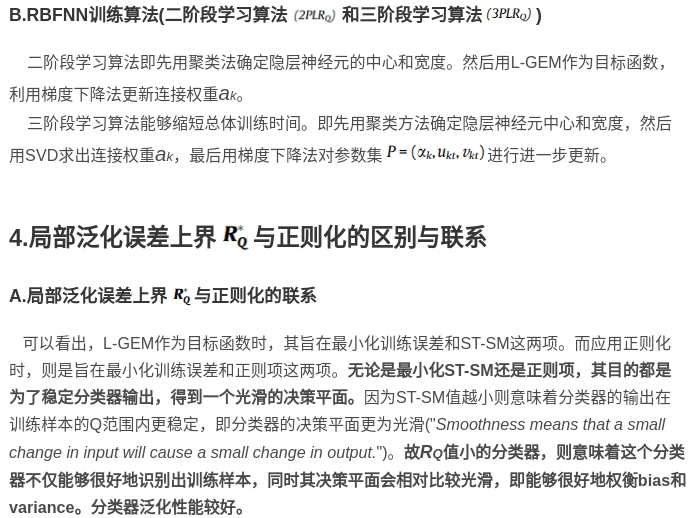 B.RBFNN训练算法(二阶段学习算法 (2PLR_Q) 和三阶段学习算法 (3PLR_Q) )
二阶段学习算法即先用聚类法确定隐层神经元的中心和宽度。然后用L-GEM作为目标函数，
利用梯度下降法更新连接权重a_k。
三阶段学习算法能够缩短总体训练时间。即先用聚类方法确定隐层神经元中心和宽度，然后
用SVD求出连接权重a_k，最后用梯度下降法对参数集 P = (α_k, u_kt, v_kt) 进行进一步更新。
4.局部泛化误差上界 R*_Q 与正则化的区别与联系
A.局部泛化误差上界 R*_Q 与正则化的联系
可以看出，L-GEM作为目标函数时，其旨在最小化训练误差和ST-SM这两项。而应用正则化
时，则是旨在最小化训练误差和正则项这两项。无论是最小化ST-SM还是正则项，其目的都是
为了稳定分类器输出，得到一个光滑的决策平面。因为ST-SM值越小则意味着分类器的输出在
训练样本的Q范围内更稳定，即分类器的决策平面更为光滑("Smoothness means that a small
change in input will cause a small change in output.")。故R_Q值小的分类器，则意味着这个分类
器不仅能够很好地识别出训练样本，同时其决策平面会相对比较光滑，即能够很好地权衡bias和
variance。分类器泛化性能较好。